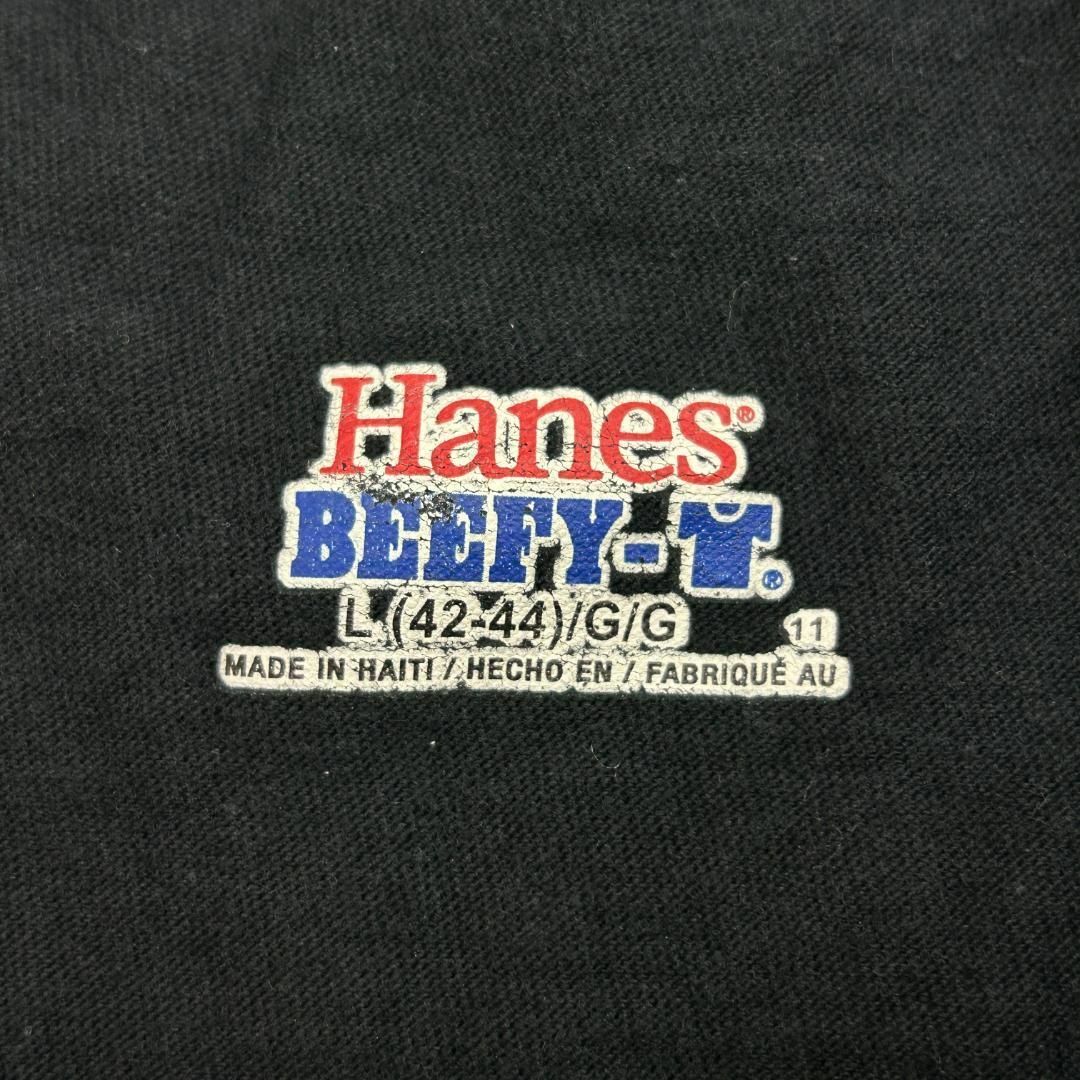 Hanes®
BEEFY-T®
L (42-44)/G/G 11
MADE IN HAITI / HECHO EN / FABRIQUÉ AU